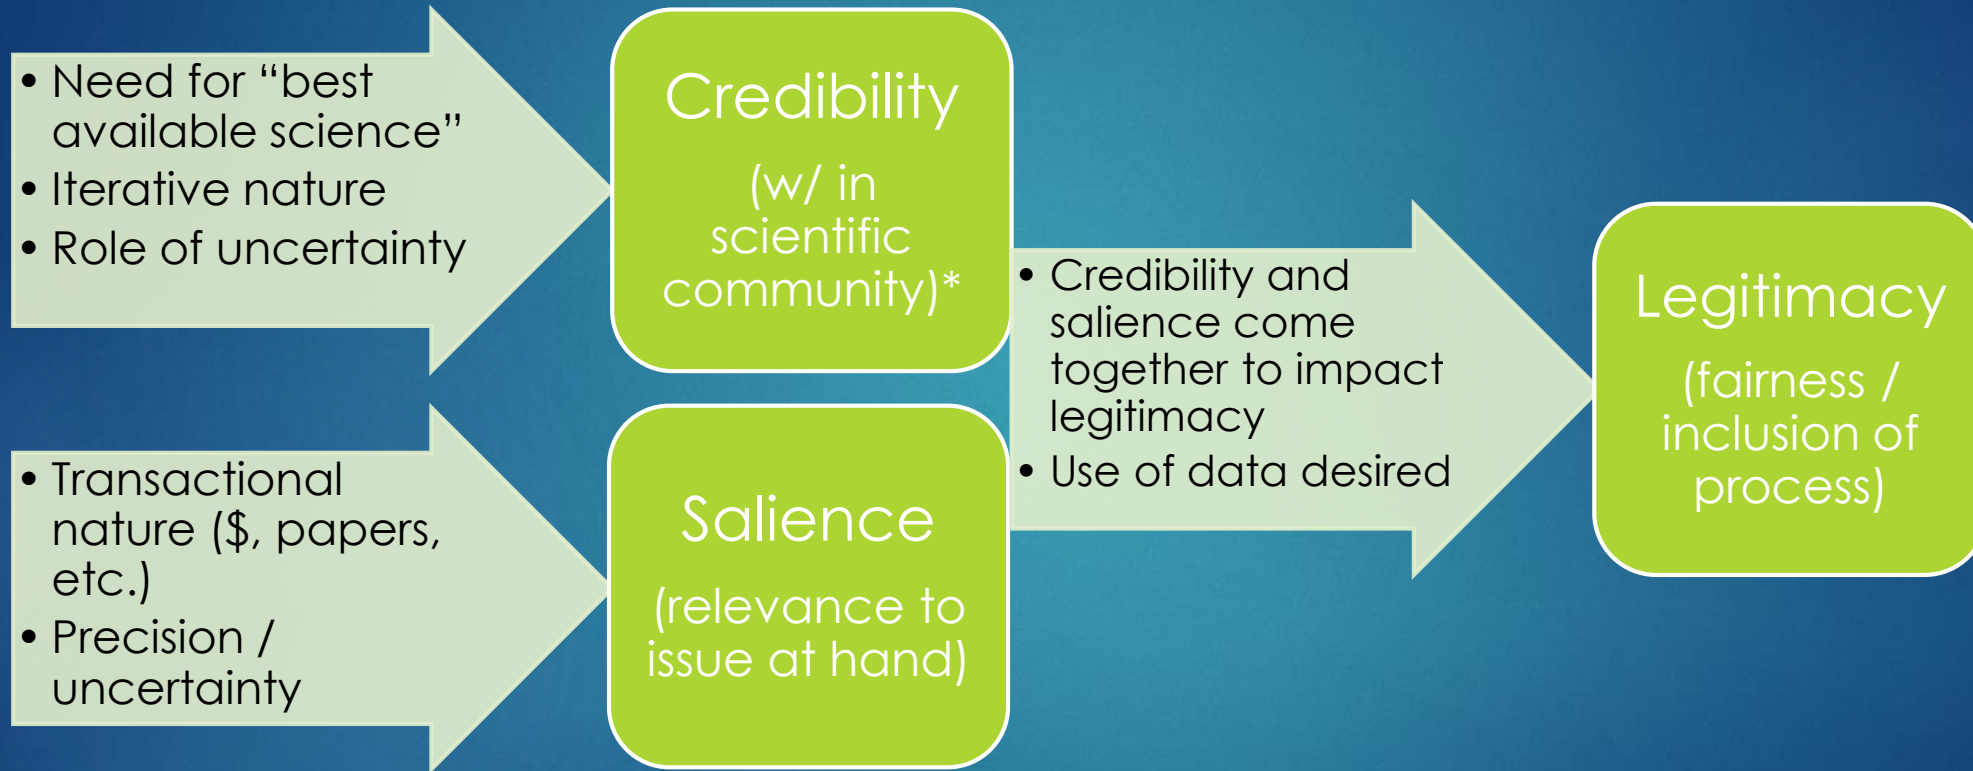 • Need for “best
available science”
• Iterative nature
• Role of uncertainty
Credibility
(w/ in
scientific
community)*
• Transactional
nature ($, papers,
etc.)
• Precision /
uncertainty
Salience
(relevance to
issue at hand)
• Credibility and
salience come
together to impact
legitimacy
• Use of data desired
Legitimacy
(fairness /
inclusion of
process)